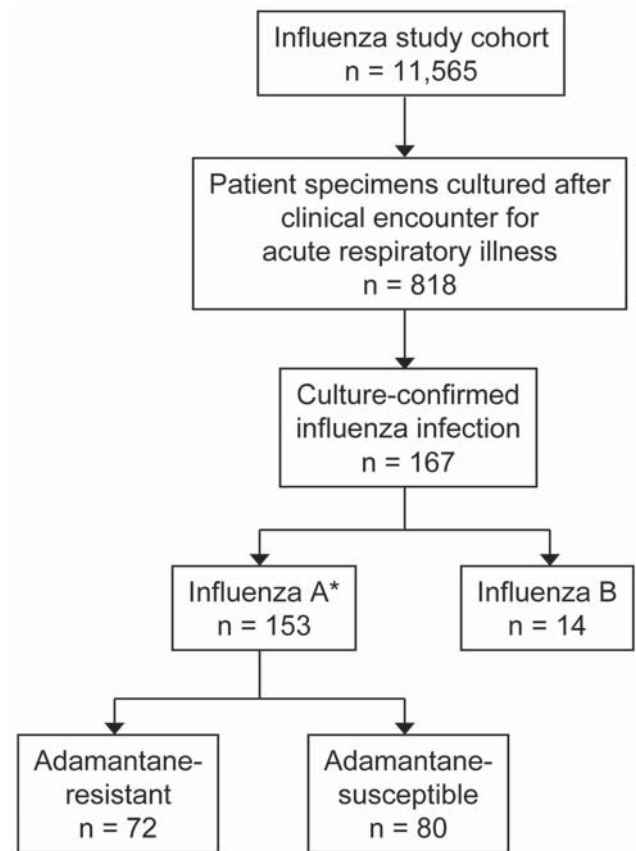 Influenza study cohort
n = 11,565
Patient specimens cultured after
clinical encounter for
acute respiratory illness
n = 818
Culture-confirmed
influenza infection
n = 167
Influenza A*
n = 153
Influenza B
n = 14
Adamantane-
resistant
n = 72
Adamantane-
susceptible
n = 80